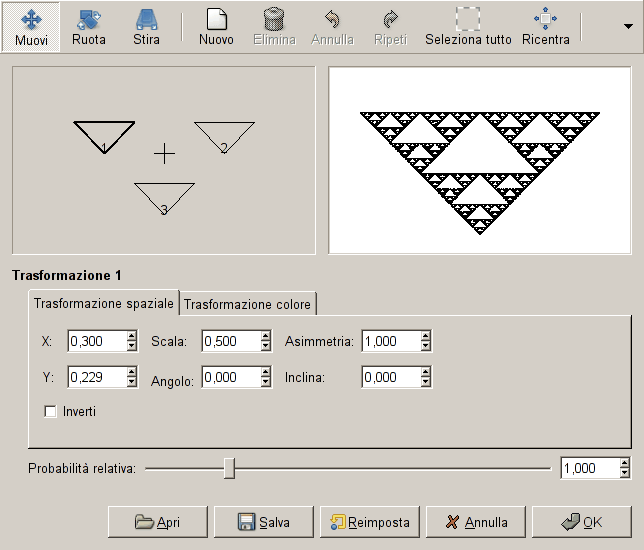 Muovi Ruota Stira Nuovo Elimina Annulla Ripeti Seleziona tutto Ricentra
1 2
3
Trasformazione 1
Trasformazione spaziale Trasformazione colore
X: 0,300 Scala: 0,500 Asimmetria: 1,000
Y: 0,229 Angolo: 0,000 Inclina: 0,000
Inverti
Probabilità relativa: 1,000
Apri Salva Reimposta Annulla OK